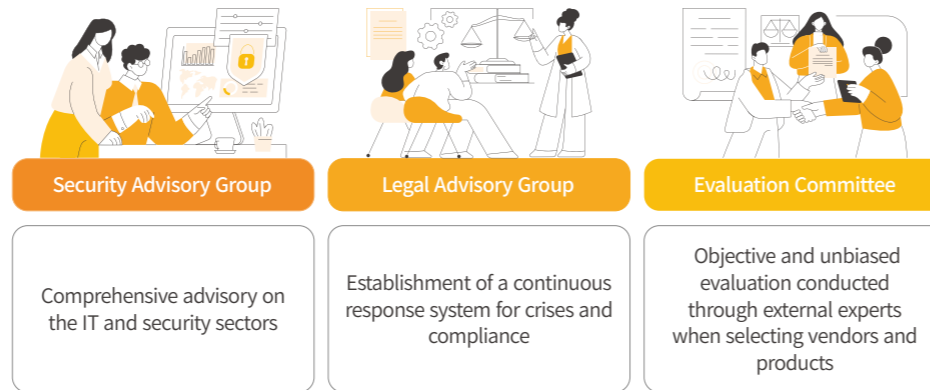 Security Advisory Group
Legal Advisory Group
Evaluation Committee
Comprehensive advisory on
the IT and security sectors
Establishment of a continuous
response system for crises and
compliance
Objective and unbiased
evaluation conducted
through external experts
when selecting vendors and
products